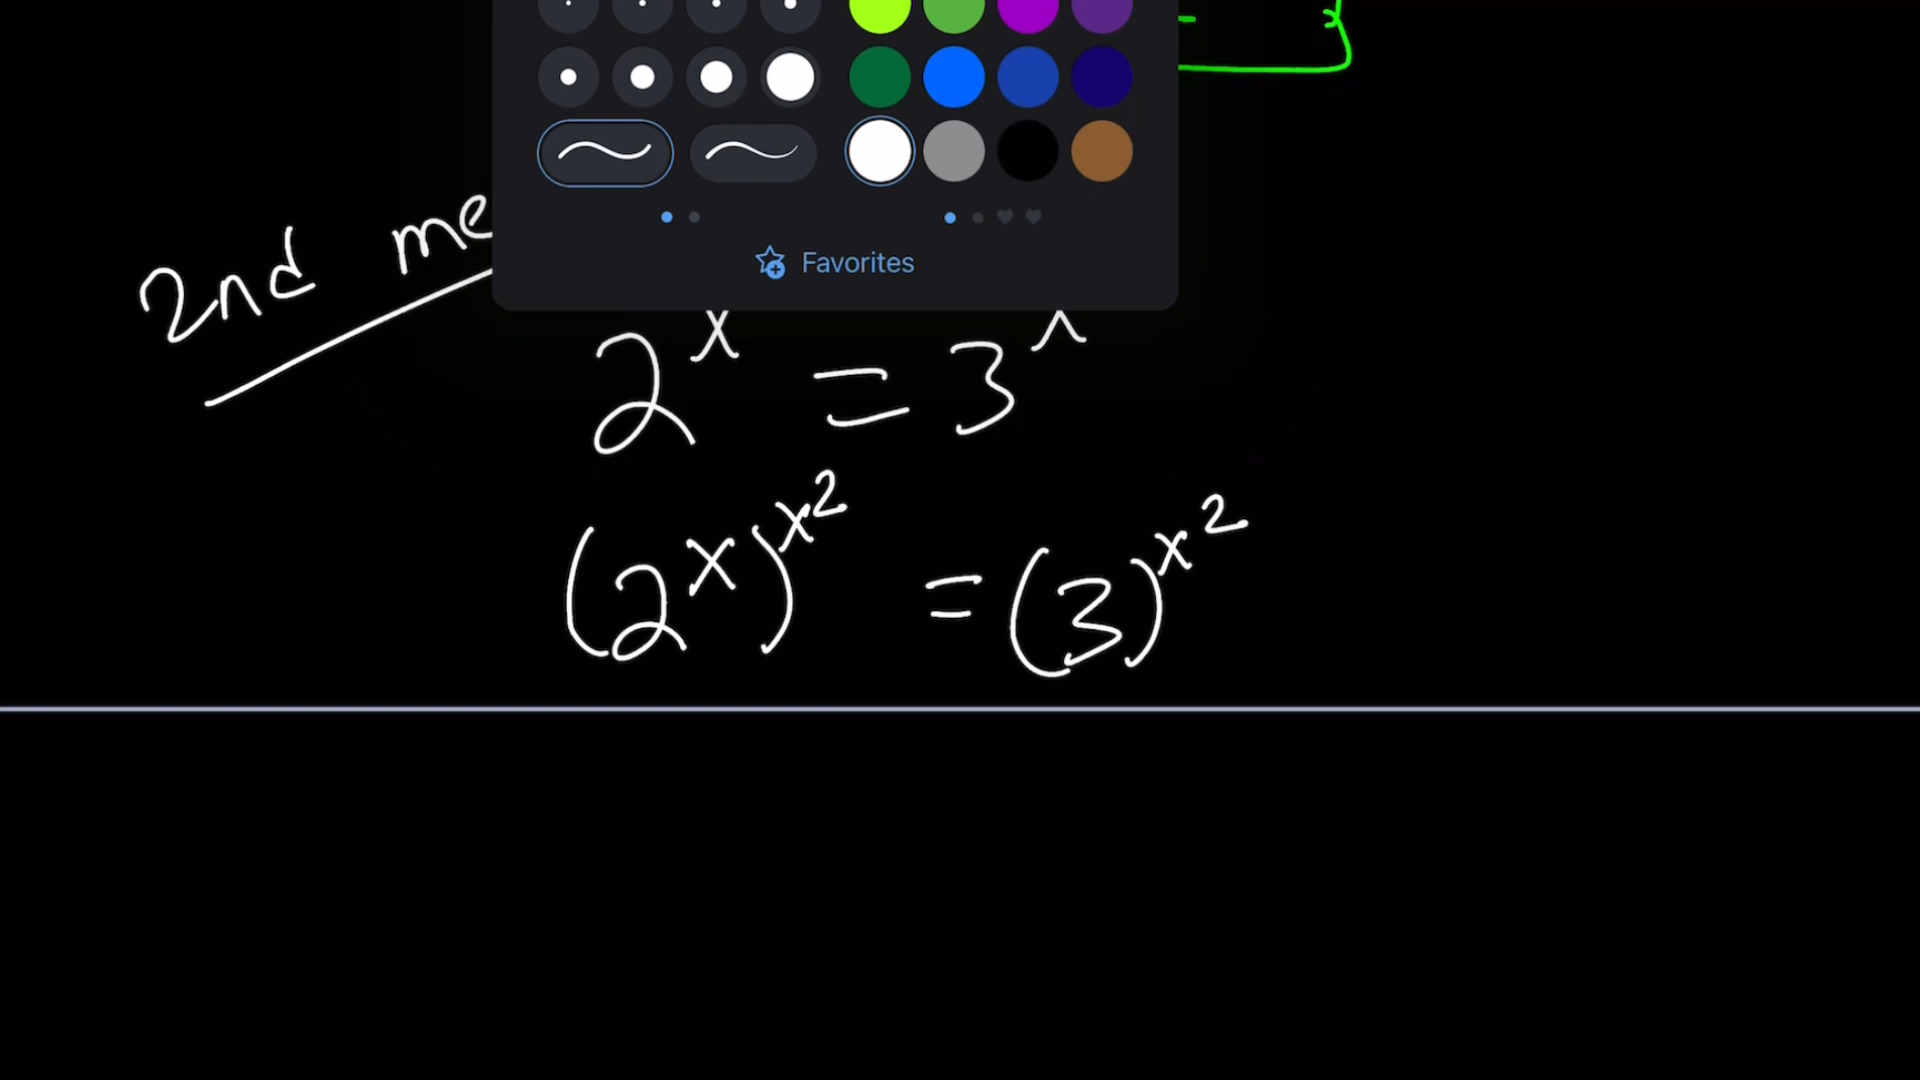 Favorites
2nd me
2^x = 3^x
(2^x)^x^2 = (3)^x^2